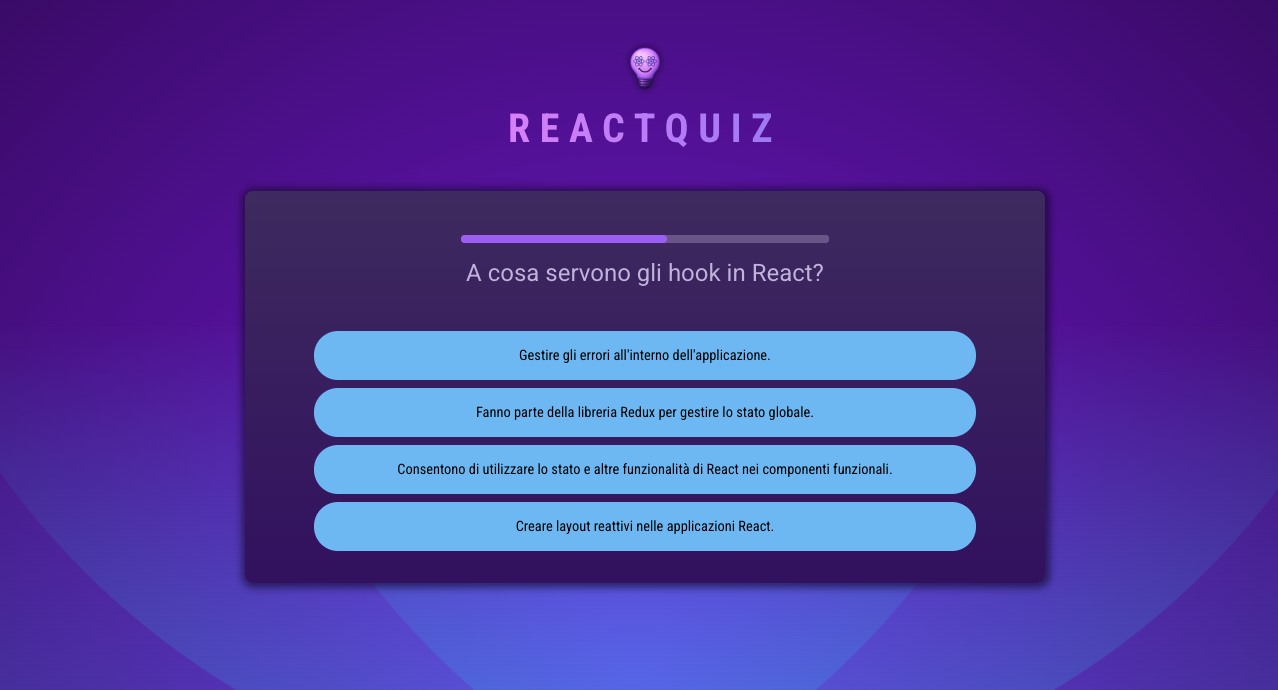 REACTQUIZ
A cosa servono gli hook in React?
Gestire gli errori all'interno dell'applicazione.
Fanno parte della libreria Redux per gestire lo stato globale.
Consentono di utilizzare lo stato e altre funzionalità di React nei componenti funzionali.
Creare layout reattivi nelle applicazioni React.